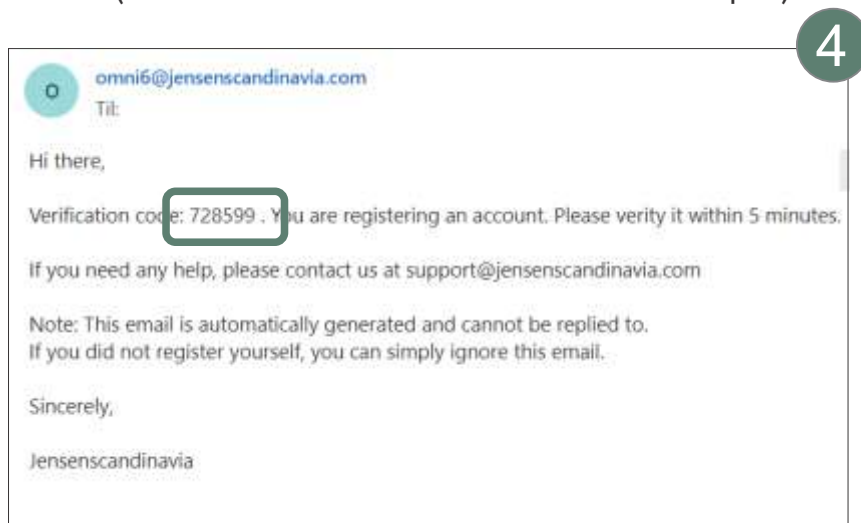 4
O
omni6@jensenscandinavia.com
Til:
Hi there,
Verification code: 728599 . You are registering an account. Please verity it within 5 minutes.
If you need any help, please contact us at support@jensenscandinavia.com
Note: This email is automatically generated and cannot be replied to.
If you did not register yourself, you can simply ignore this email.
Sincerely,
Jensenscandinavia